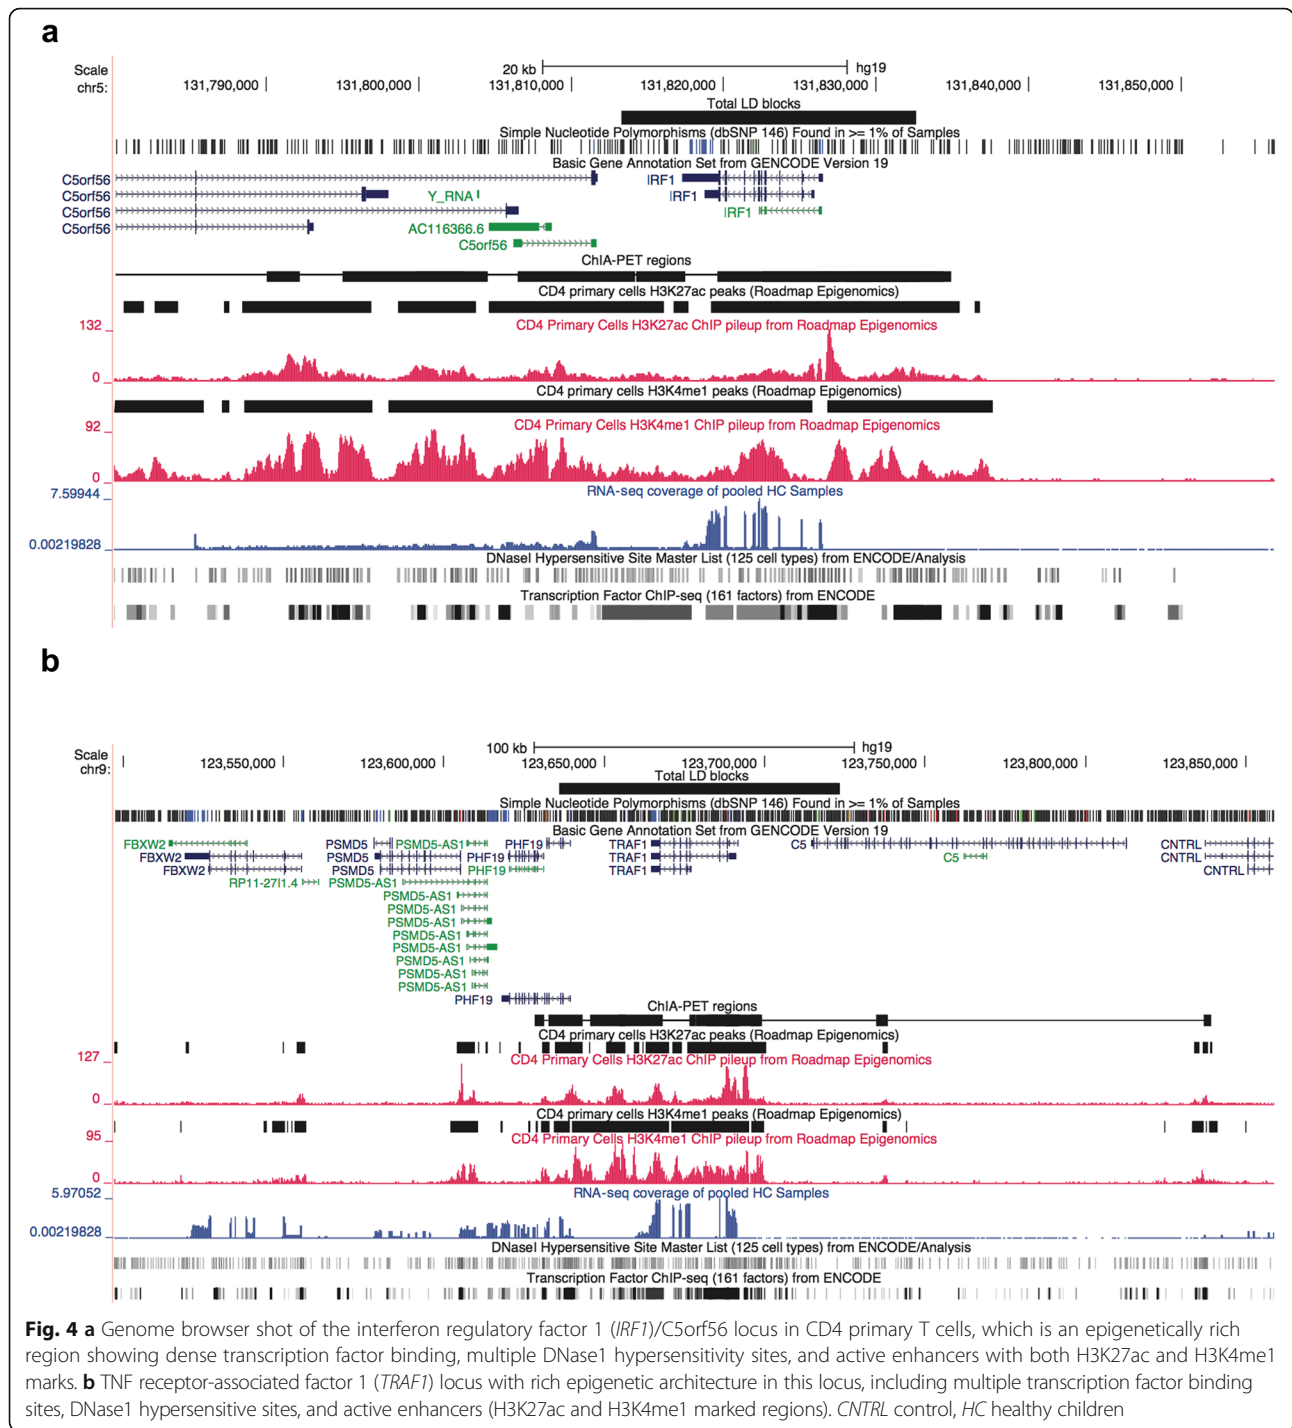 a
Scale
20 kb
hg19
chr5:
131,790,000
131,800,000
131,810,000
131,820,000
131,830,000
131,840,000
131,850,000
Total LD blocks
Simple Nucleotide Polymorphisms (dbSNP 146) Found in >= 1% of Samples
Basic Gene Annotation Set from GENCODE Version 19
C5orf56 IRF1
C5orf56 Y_RNA IRF1
C5orf56 IRF1
C5orf56 AC116366.6
C5orf56
ChIA-PET regions
CD4 primary cells H3K27ac peaks (Roadmap Epigenomics)
132
CD4 Primary Cells H3K27ac ChIP pileup from Roadmap Epigenomics
0
CD4 primary cells H3K4me1 peaks (Roadmap Epigenomics)
92
CD4 Primary Cells H3K4me1 ChIP pileup from Roadmap Epigenomics
0
7.59944
RNA-seq coverage of pooled HC Samples
0.00219828
DNaseI Hypersensitive Site Master List (125 cell types) from ENCODE/Analysis
Transcription Factor ChIP-seq (161 factors) from ENCODE
b
Scale
100 kb
hg19
chr9:
123,550,000
123,600,000
123,650,000
123,700,000
123,750,000
123,800,000
123,850,000
Total LD blocks
Simple Nucleotide Polymorphisms (dbSNP 146) Found in >= 1% of Samples
Basic Gene Annotation Set from GENCODE Version 19
FBXW2 PSMD5 PSMD5-AS1 PHF19 TRAF1 C5 CNTRL
FBXW2 PSMD5 PHF19 TRAF1 C5 CNTRL
FBXW2 PSMD5 PHF19 TRAF1 CNTRL
RP11-27I1.4 PSMD5-AS1
PSMD5-AS1
PSMD5-AS1
PSMD5-AS1
PSMD5-AS1
PSMD5-AS1
PSMD5-AS1
PSMD5-AS1
PSMD5-AS1
PHF19
ChIA-PET regions
CD4 primary cells H3K27ac peaks (Roadmap Epigenomics)
127
CD4 Primary Cells H3K27ac ChIP pileup from Roadmap Epigenomics
0
CD4 primary cells H3K4me1 peaks (Roadmap Epigenomics)
95
CD4 Primary Cells H3K4me1 ChIP pileup from Roadmap Epigenomics
0
5.97052
RNA-seq coverage of pooled HC Samples
0.00219828
DNaseI Hypersensitive Site Master List (125 cell types) from ENCODE/Analysis
Transcription Factor ChIP-seq (161 factors) from ENCODE
Fig. 4 a Genome browser shot of the interferon regulatory factor 1 (IRF1)/C5orf56 locus in CD4 primary T cells, which is an epigenetically rich
region showing dense transcription factor binding, multiple DNase1 hypersensitivity sites, and active enhancers with both H3K27ac and H3K4me1
marks. b TNF receptor-associated factor 1 (TRAF1) locus with rich epigenetic architecture in this locus, including multiple transcription factor binding
sites, DNase1 hypersensitive sites, and active enhancers (H3K27ac and H3K4me1 marked regions). CNTRL control, HC healthy children